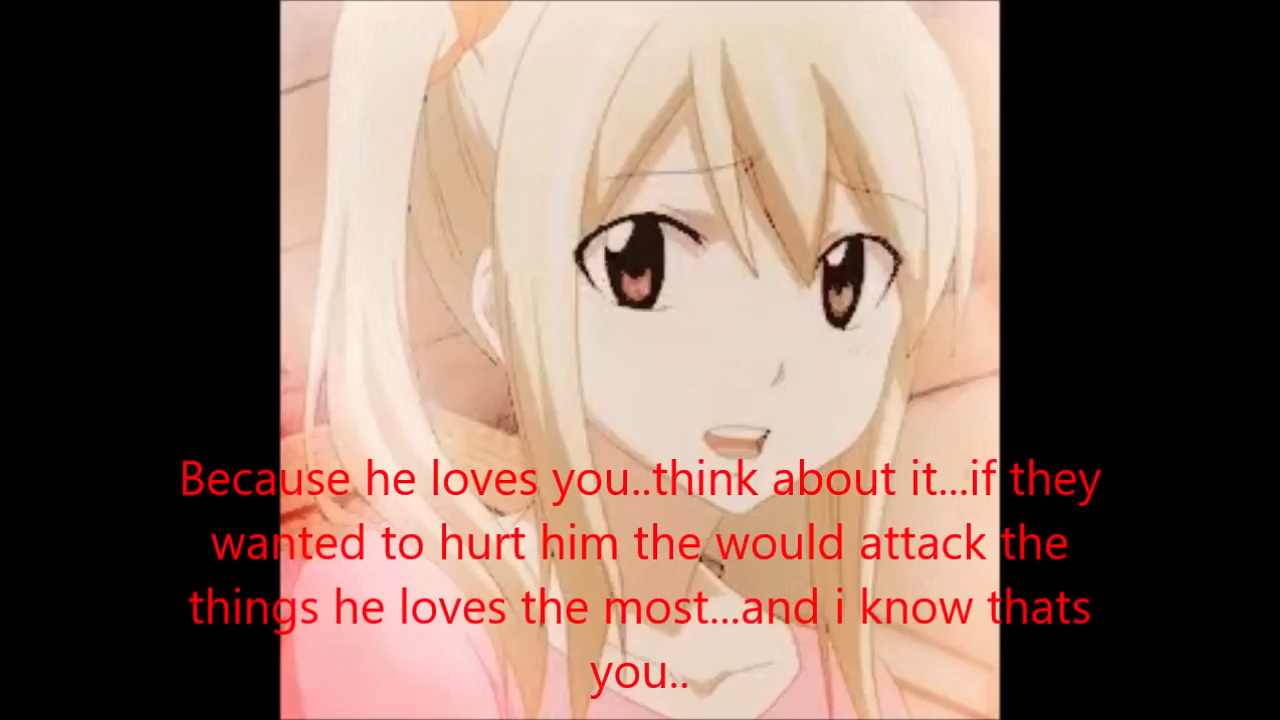 Because he loves you..think about it...if they
wanted to hurt him the would attack the
things he loves the most...and i know thats
you..